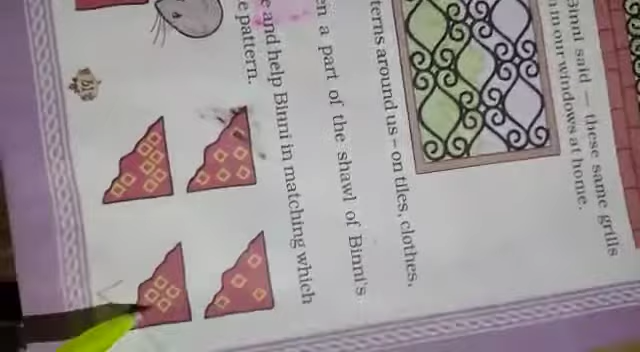 Binni said — these same grills
in our windows at home.
terns around us – on tiles, clothes,
en a part of the shawl of Binni's
e and help Binni in matching which
e pattern.